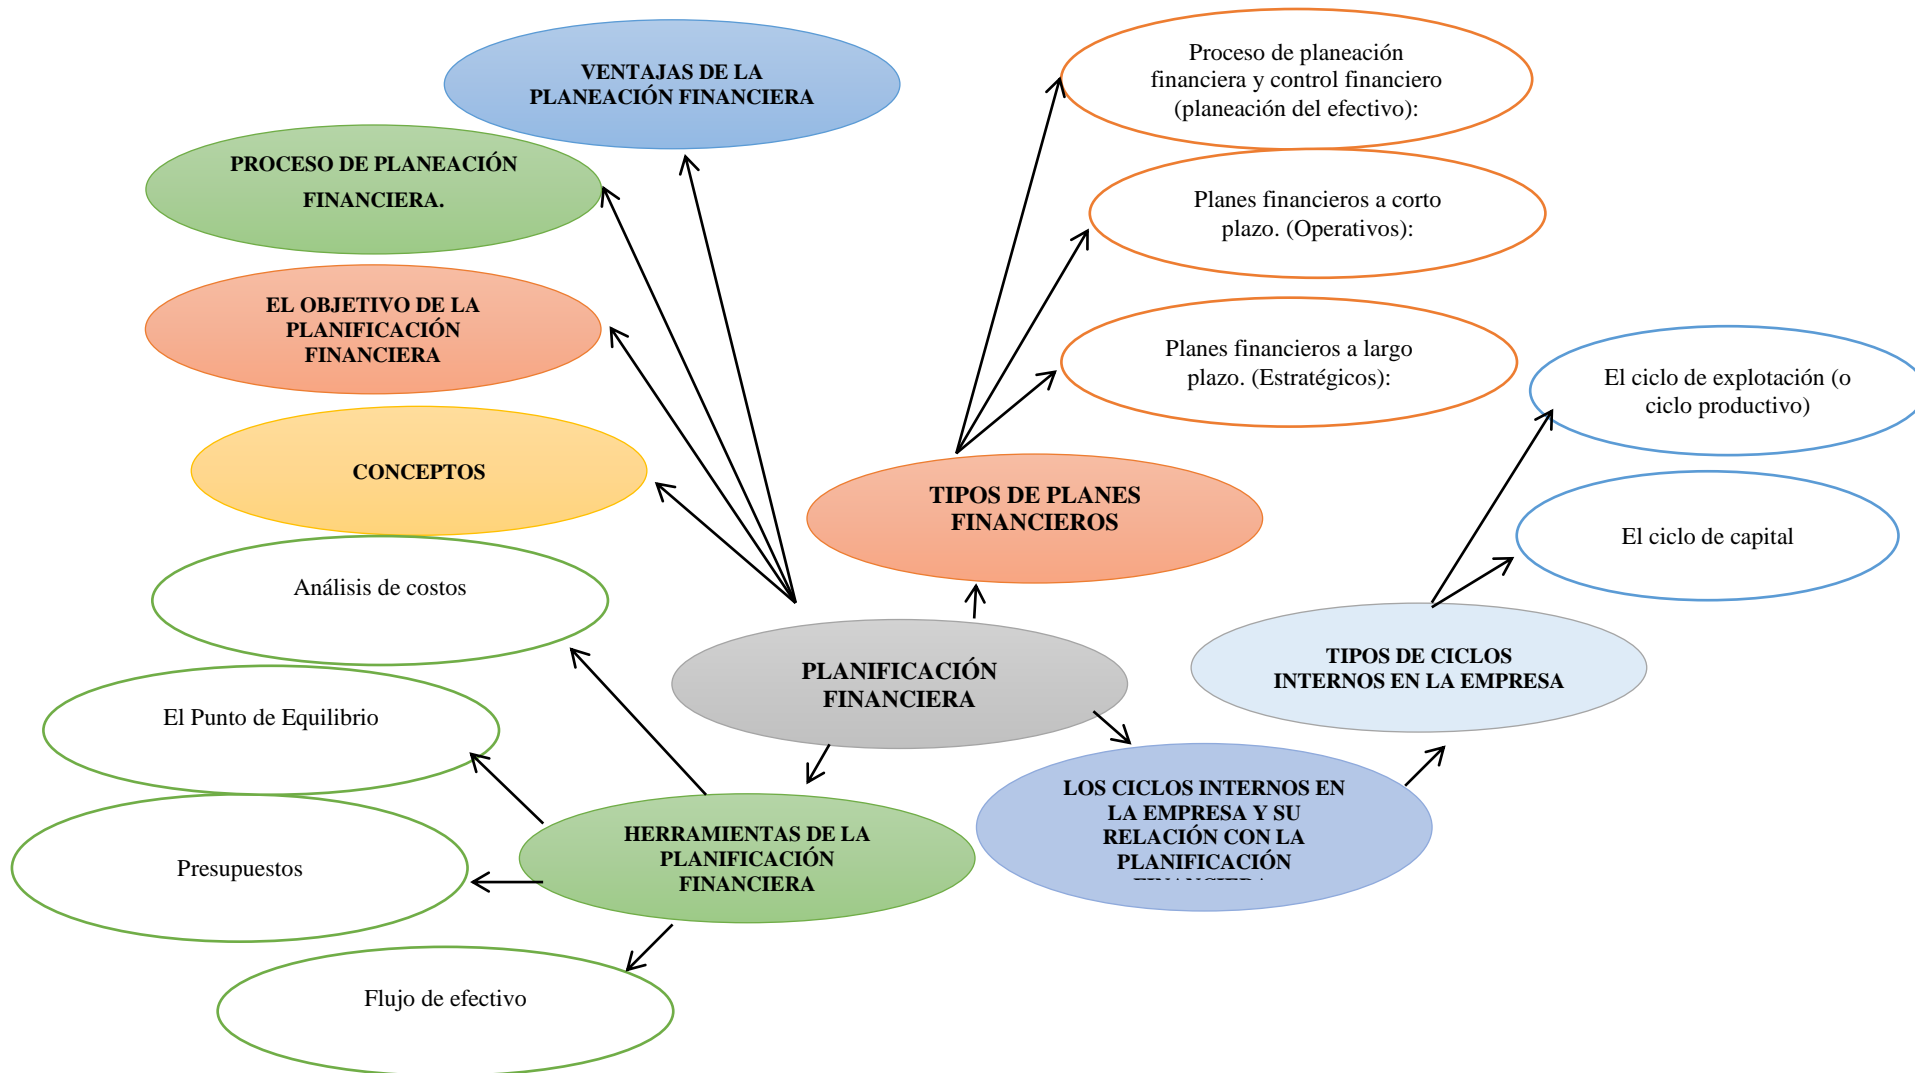 VENTAJAS DE LA
PLANEACIÓN FINANCIERA
PROCESO DE PLANEACIÓN
FINANCIERA.
EL OBJETIVO DE LA
PLANIFICACIÓN
FINANCIERA
CONCEPTOS
Análisis de costos
El Punto de Equilibrio
Presupuestos
Flujo de efectivo
HERRAMIENTAS DE LA
PLANIFICACIÓN
FINANCIERA
PLANIFICACIÓN
FINANCIERA
TIPOS DE PLANES
FINANCIEROS
Proceso de planeación
financiera y control financiero
(planeación del efectivo):
Planes financieros a corto
plazo. (Operativos):
Planes financieros a largo
plazo. (Estratégicos):
LOS CICLOS INTERNOS EN
LA EMPRESA Y SU
RELACIÓN CON LA
PLANIFICACIÓN
TIPOS DE CICLOS
INTERNOS EN LA EMPRESA
El ciclo de explotación (o
ciclo productivo)
El ciclo de capital